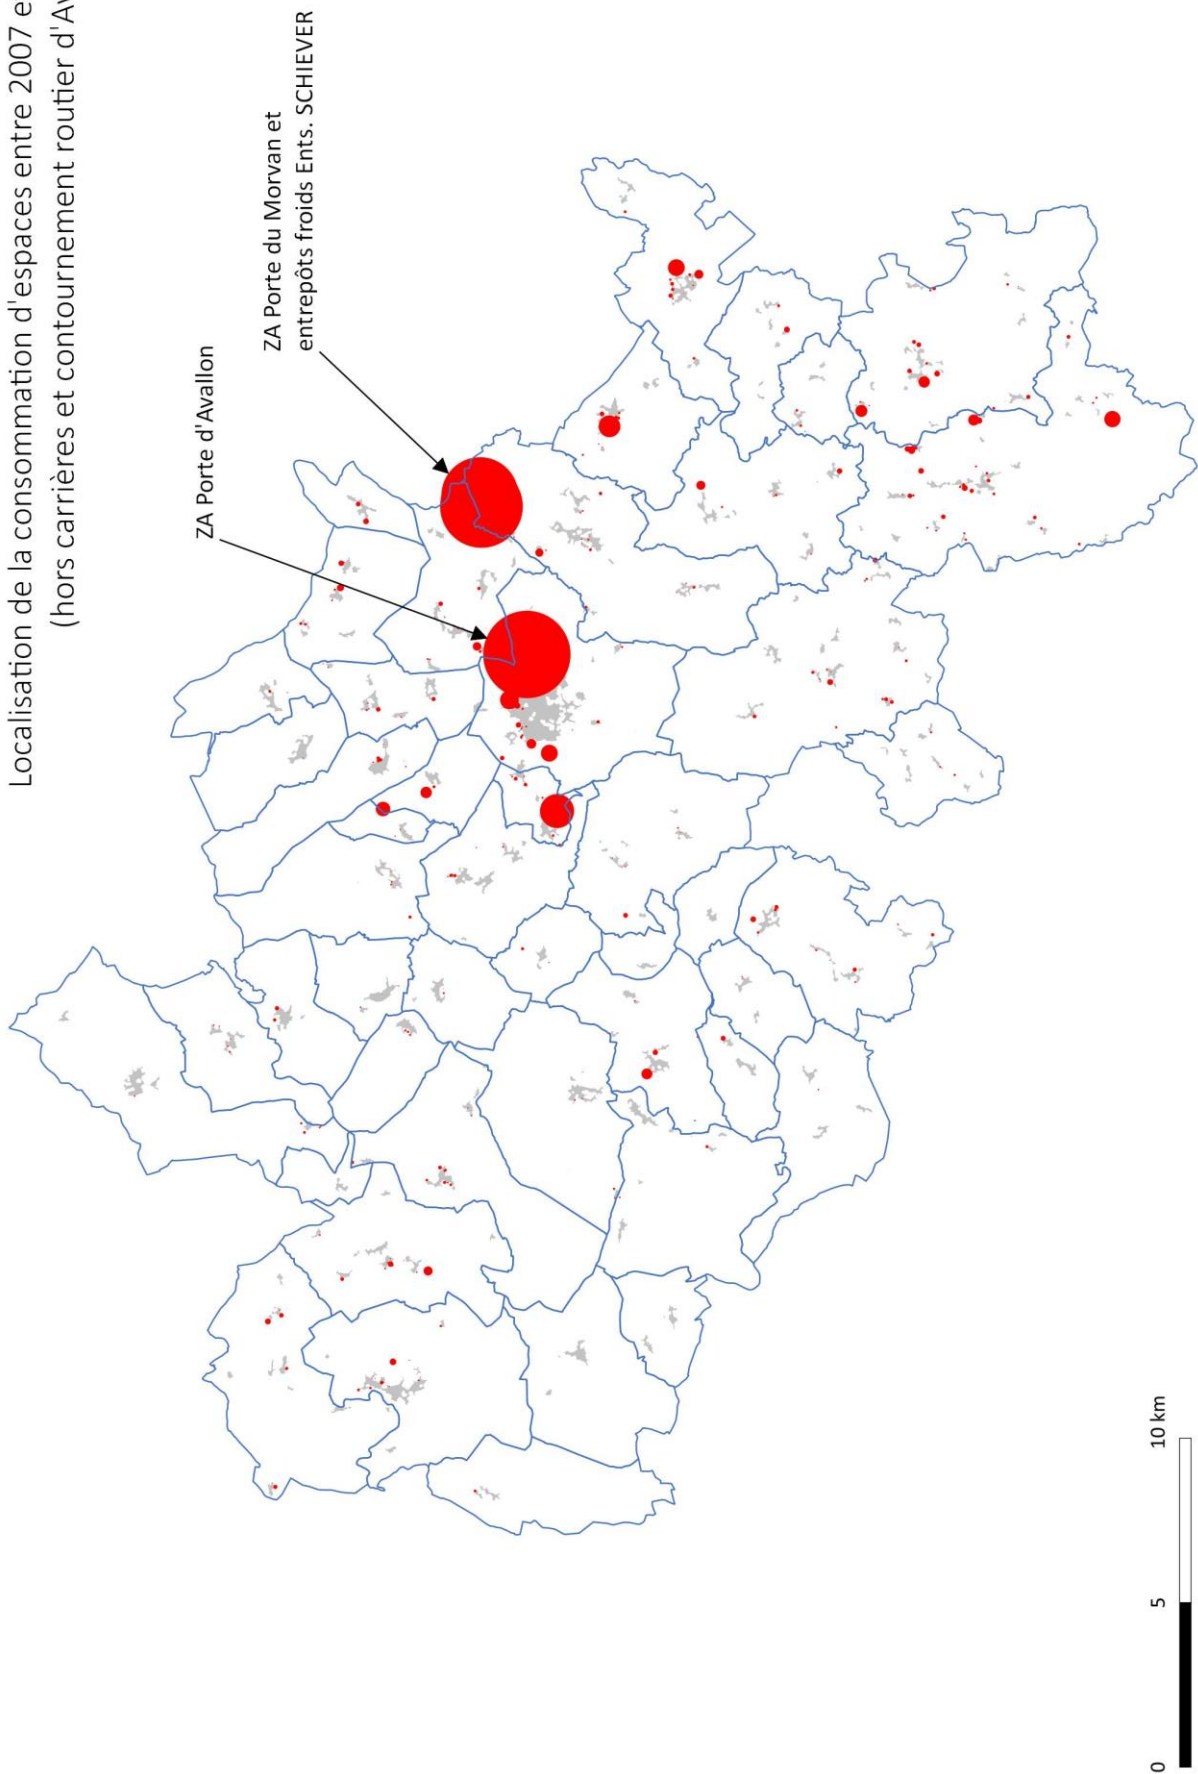 Localisation de la consommation d'espaces entre 2007 e
(hors carrières et contournement routier d'Av
ZA Porte d'Avallon
ZA Porte du Morvan et
entrepôts froids Ents. SCHIEVER
0 5 10 km